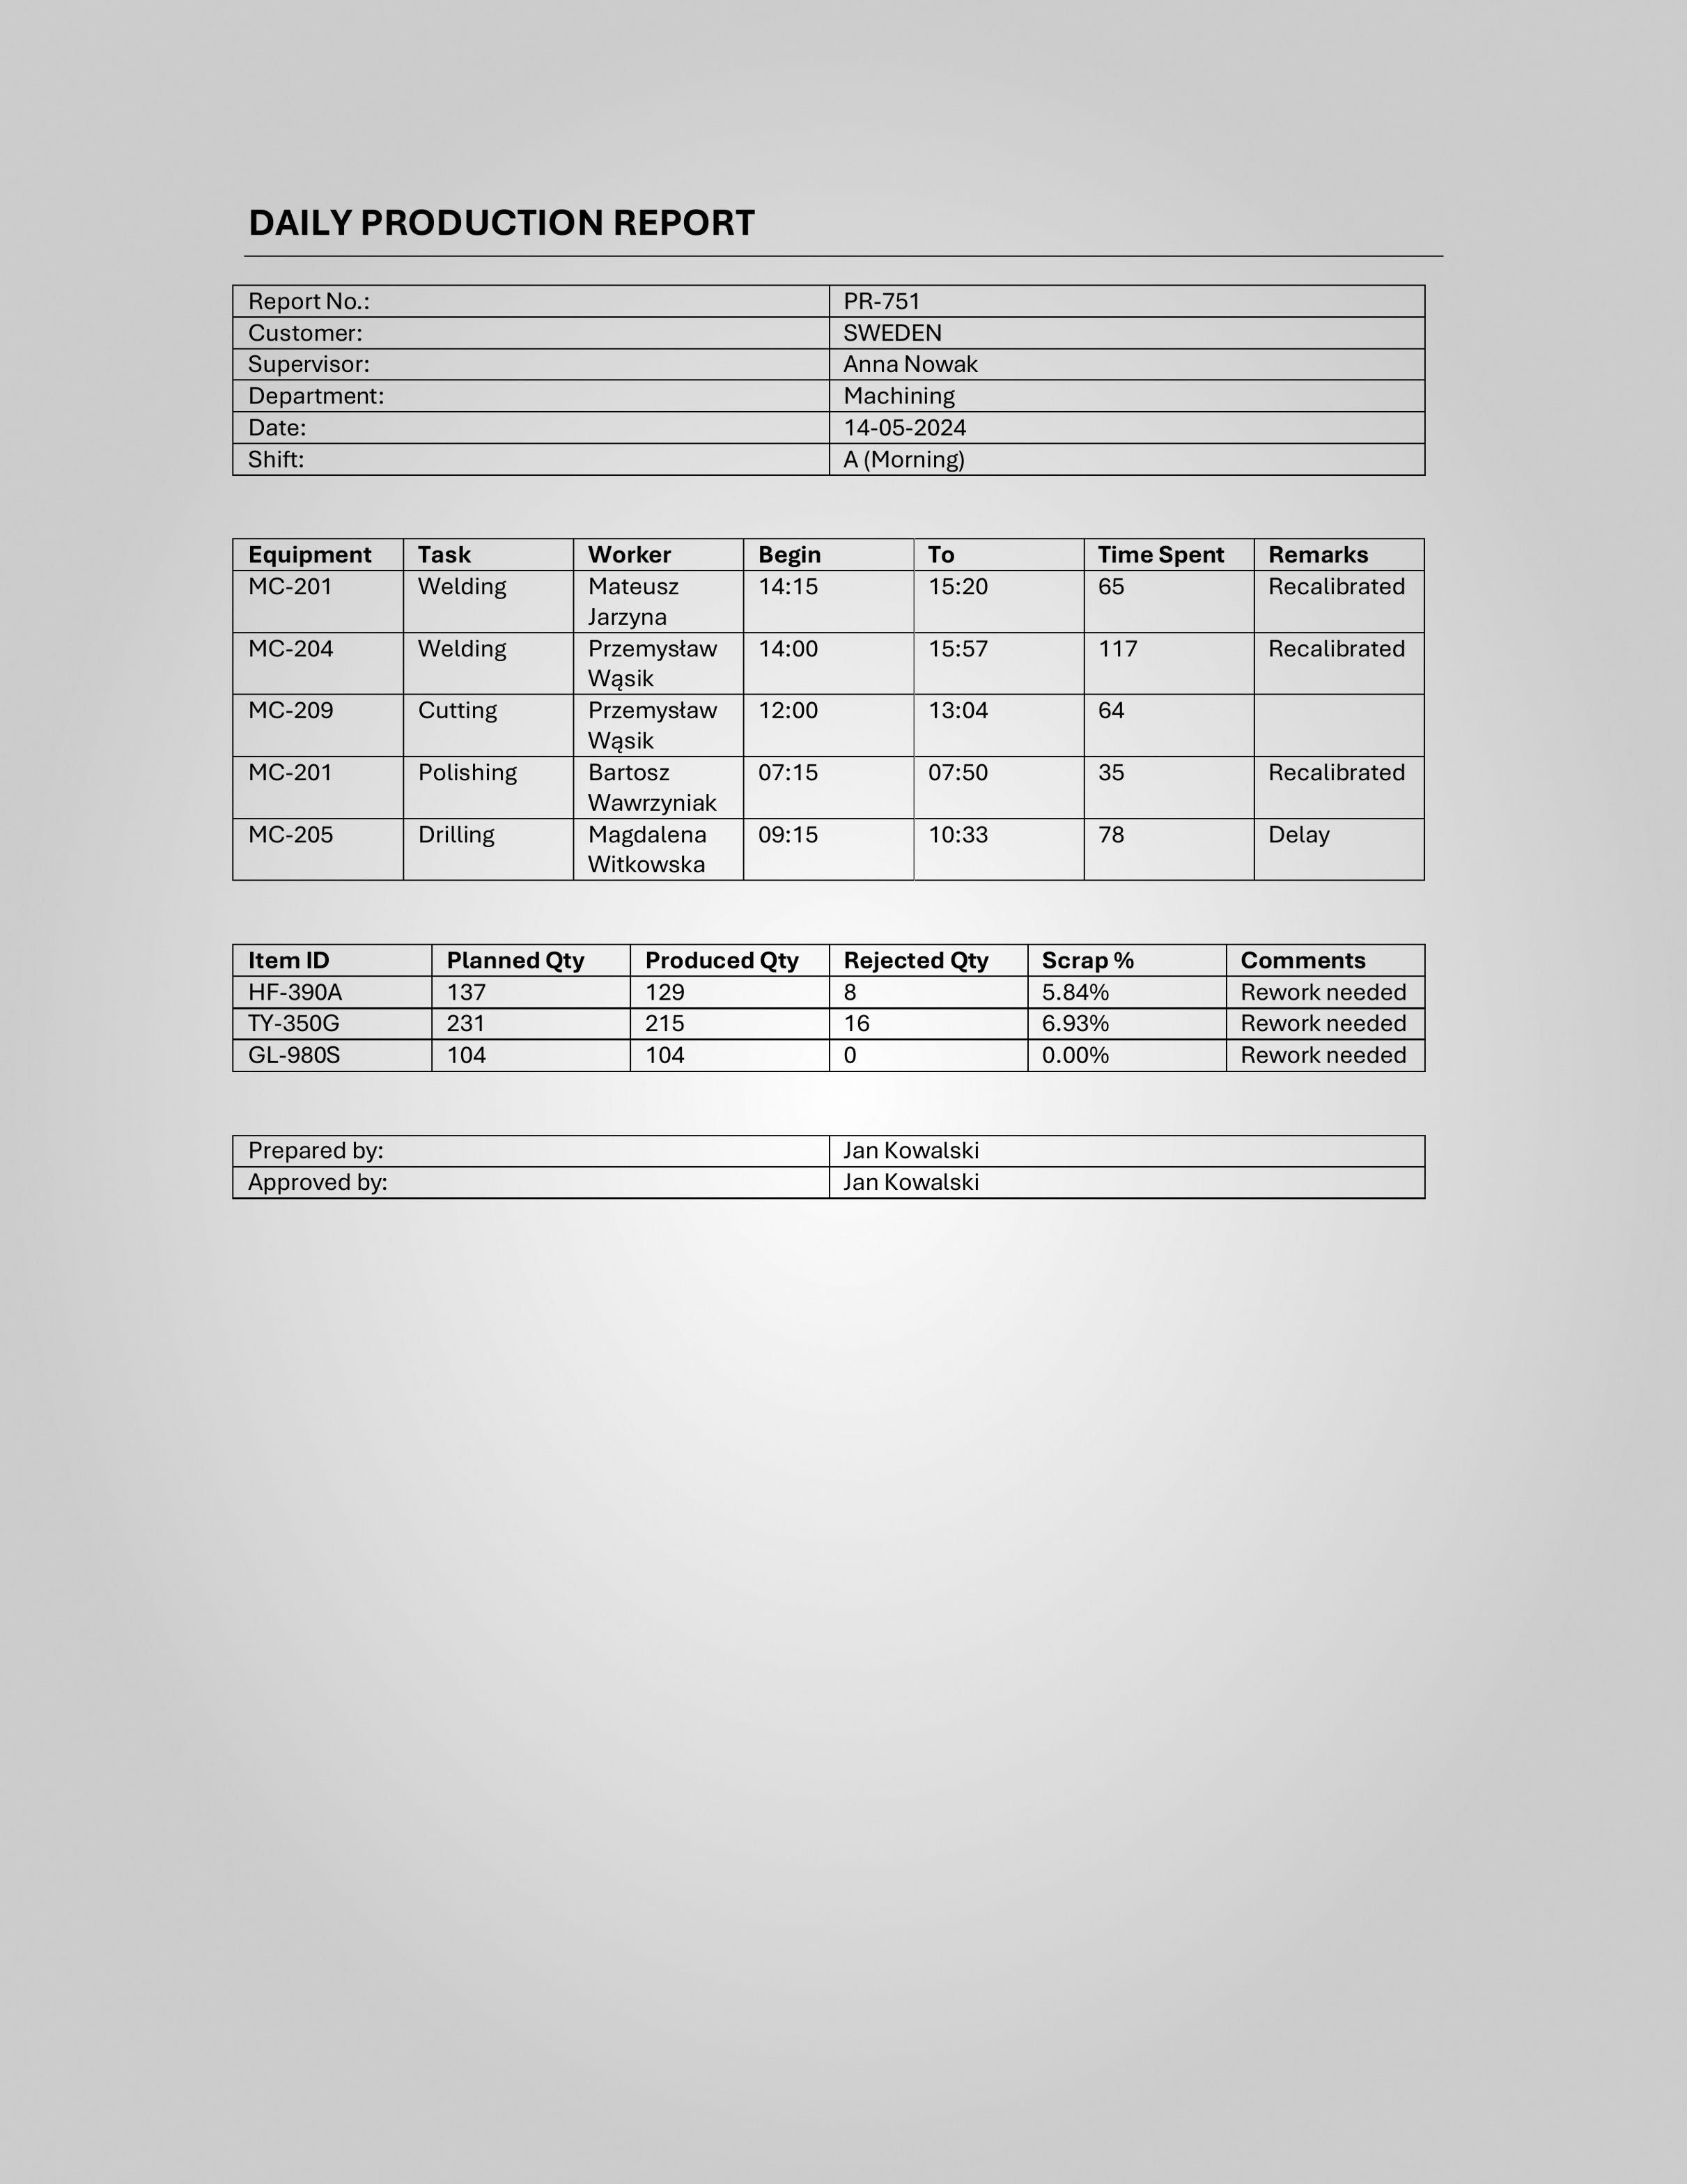 DAILY PRODUCTION REPORT
Report No.: PR-751
Customer: SWEDEN
Supervisor: Anna Nowak
Department: Machining
Date: 14-05-2024
Shift: A (Morning)
Equipment Task Worker Begin To Time Spent Remarks
MC-201 Welding Mateusz 14:15 15:20 65 Recalibrated
Jarzyna
MC-204 Welding Przemysław 14:00 15:57 117 Recalibrated
Wąsik
MC-209 Cutting Przemysław 12:00 13:04 64
Wąsik
MC-201 Polishing Bartosz 07:15 07:50 35 Recalibrated
Wawrzyniak
MC-205 Drilling Magdalena 09:15 10:33 78 Delay
Witkowska
Item ID Planned Qty Produced Qty Rejected Qty Scrap % Comments
HF-390A 137 129 8 5.84% Rework needed
TY-350G 231 215 16 6.93% Rework needed
GL-980S 104 104 0 0.00% Rework needed
Prepared by: Jan Kowalski
Approved by: Jan Kowalski